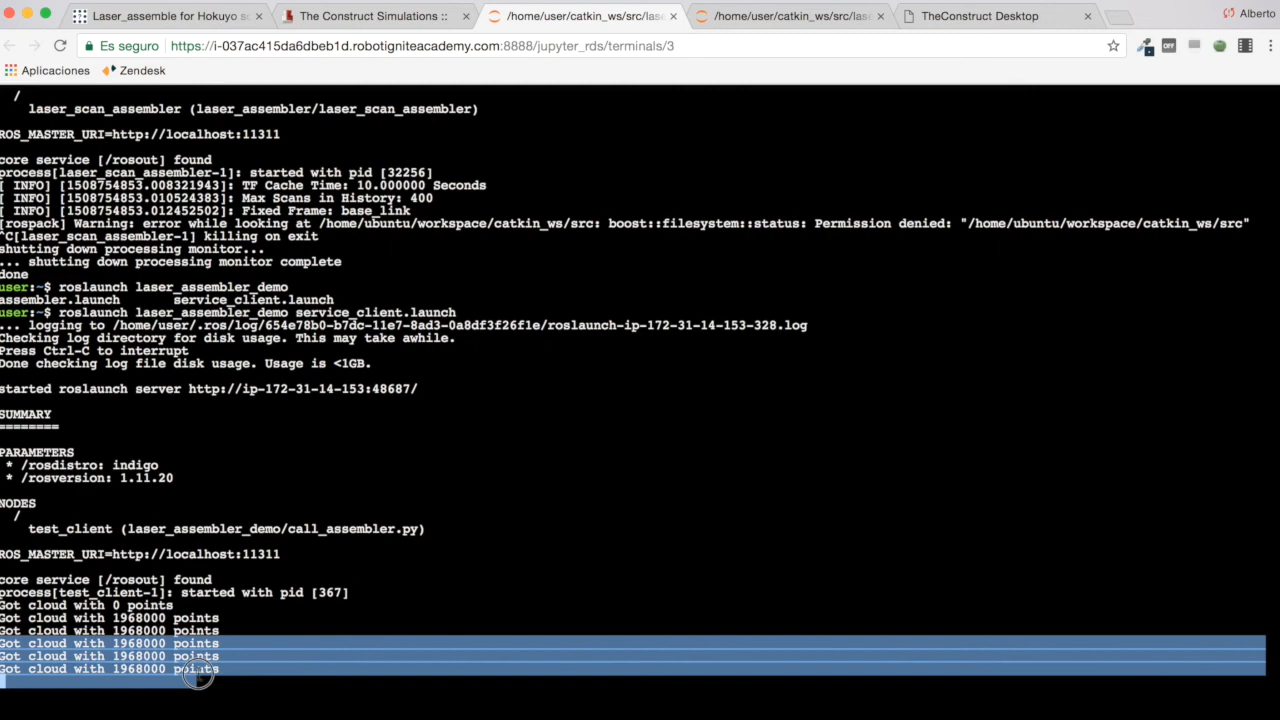 Laser_assemble for Hokuyo sc
The Construct Simulations ::
/home/user/catkin_ws/src/lase
/home/user/catkin_ws/src/lase
TheConstruct Desktop
Alberto
Es seguro
https://i-037ac415da6dbeb1d.robotigniteacademy.com:8888/jupyter_rds/terminals/3
OFF
Aplicaciones
Zendesk
/
laser_scan_assembler (laser_assembler/laser_scan_assembler)
ROS_MASTER_URI=http://localhost:11311
core service [/rosout] found
process[laser_scan_assembler-1]: started with pid [32256]
[ INFO] [1508754853.008321943]: TF Cache Time: 10.000000 Seconds
[ INFO] [1508754853.010524383]: Max Scans in History: 400
[ INFO] [1508754853.012452502]: Fixed Frame: base_link
[rospack] Warning: error while looking at /home/ubuntu/workspace/catkin_ws/src: boost::filesystem::status: Permission denied: "/home/ubuntu/workspace/catkin_ws/src"
^C[laser_scan_assembler-1] killing on exit
shutting down processing monitor...
... shutting down processing monitor complete
done
user:~$ roslaunch laser_assembler_demo
assembler.launch service_client.launch
user:~$ roslaunch laser_assembler_demo service_client.launch
... logging to /home/user/.ros/log/654e78b0-b7dc-11e7-8ad3-0a8df3f26f1e/roslaunch-ip-172-31-14-153-328.log
Checking log directory for disk usage. This may take awhile.
Press Ctrl-C to interrupt
Done checking log file disk usage. Usage is <1GB.
started roslaunch server http://ip-172-31-14-153:48687/
SUMMARY
========
PARAMETERS
* /rosdistro: indigo
* /rosversion: 1.11.20
NODES
/
test_client (laser_assembler_demo/call_assembler.py)
ROS_MASTER_URI=http://localhost:11311
core service [/rosout] found
process[test_client-1]: started with pid [367]
Got cloud with 0 points
Got cloud with 1968000 points
Got cloud with 1968000 points
Got cloud with 1968000 points
Got cloud with 1968000 points
Got cloud with 1968000 points